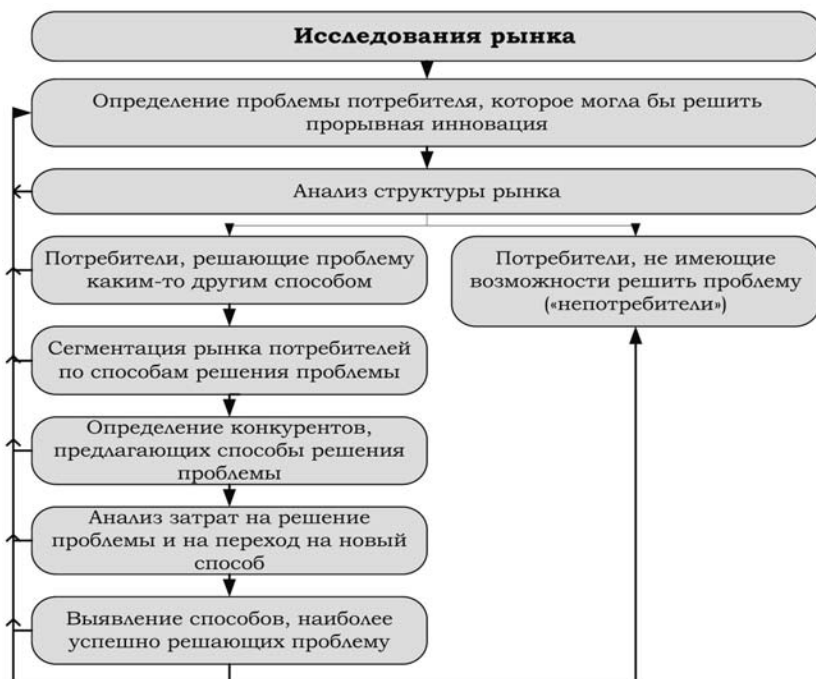 Исследования рынка
Определение проблемы потребителя, которое могла бы решить
прорывная инновация
Анализ структуры рынка
Потребители, решающие проблему
каким-то другим способом
Потребители, не имеющие
возможности решить проблему
(«непотребители»)
Сегментация рынка потребителей
по способам решения проблемы
Определение конкурентов,
предлагающих способы решения
проблемы
Анализ затрат на решение
проблемы и на переход на новый
способ
Выявление способов, наиболее
успешно решающих проблему